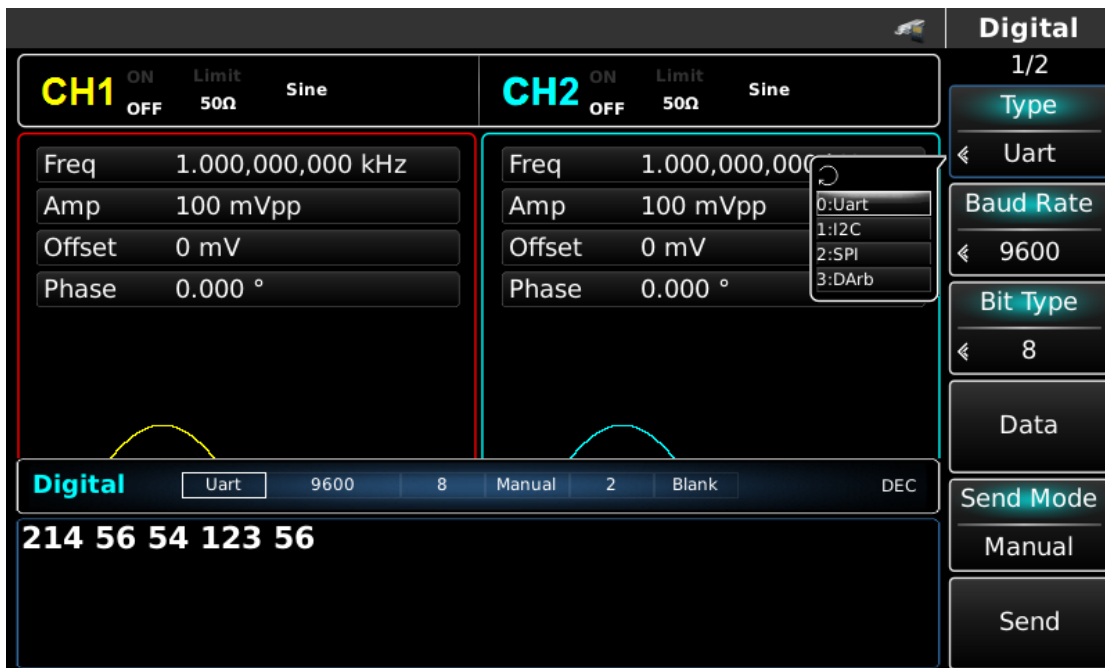 Digital
1/2
CH1 ON OFF Limit 50Ω Sine
CH2 ON OFF Limit 50Ω Sine
Freq 1.000,000,000 kHz
Amp 100 mVpp
Offset 0 mV
Phase 0.000 °
Freq 1.000,000,000
Amp 100 mVpp
Offset 0 mV
Phase 0.000 °
0:Uart
1:I2C
2:SPI
3:DArb
Type
Uart
Baud Rate
9600
Bit Type
8
Data
Send Mode
Manual
Send
Digital Uart 9600 8 Manual 2 Blank DEC
214 56 54 123 56